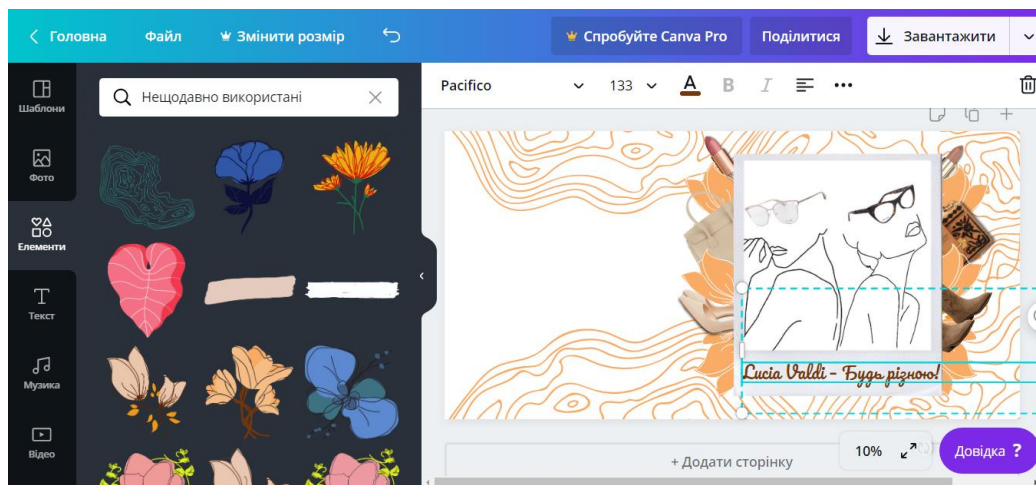 Головна Файл Змінити розмір Спробуйте Canva Pro Поділитися Завантажити
Шаблони
Фото
Елементи
Текст
Музика
Відео
Нещодавно використані
Pacifico 133 A B I
Lucia Valdi - Будь різною!
+ Додати сторінку
10%
Довідка ?